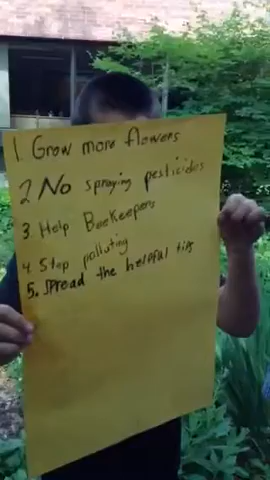 1. Grow more flowers
2 No spraying pesticides
3. Help Beekeepers
4. Stop polluting
5. Spread the helpful tips